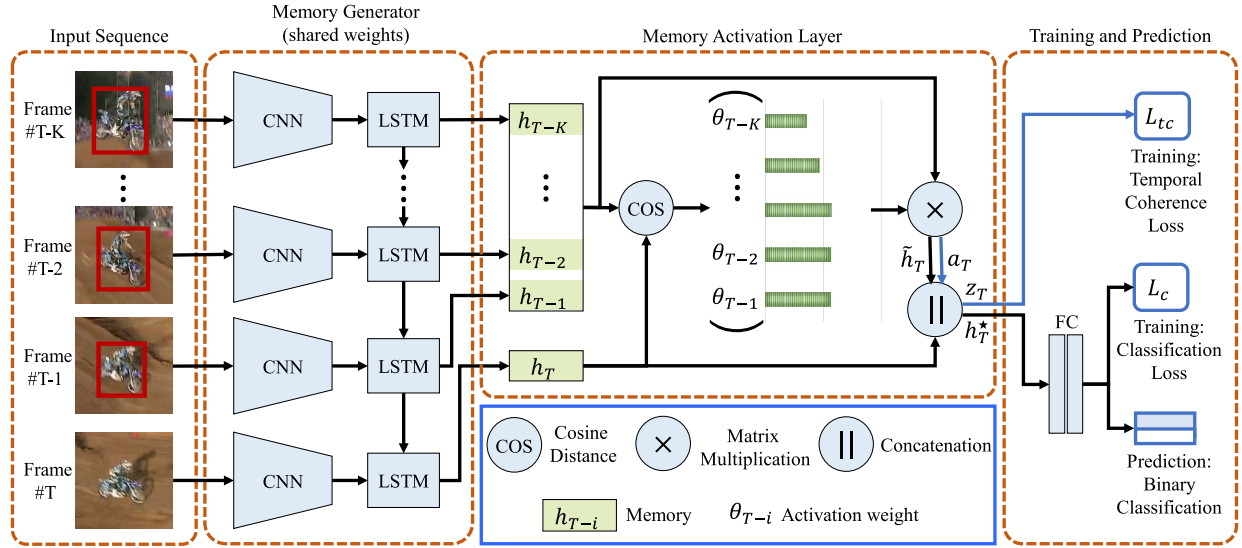 Input Sequence
Memory Generator
(shared weights)
Memory Activation Layer
Training and Prediction
Frame
#T-K
CNN
LSTM
h_{T-K}
θ_{T-K}
L_{tc}
Training:
Temporal
Coherence
Loss
Frame
#T-2
CNN
LSTM
h_{T-2}
COS
θ_{T-2}
×
h̃_T
a_T
h_{T-1}
θ_{T-1}
||
z_T
h_T^★
L_c
Training:
Classification
Loss
Frame
#T-1
CNN
LSTM
h_T
FC
Frame
#T
CNN
LSTM
Prediction:
Binary
Classification
COS
Cosine
Distance
×
Matrix
Multiplication
||
Concatenation
h_{T-i}
Memory
θ_{T-i}
Activation weight